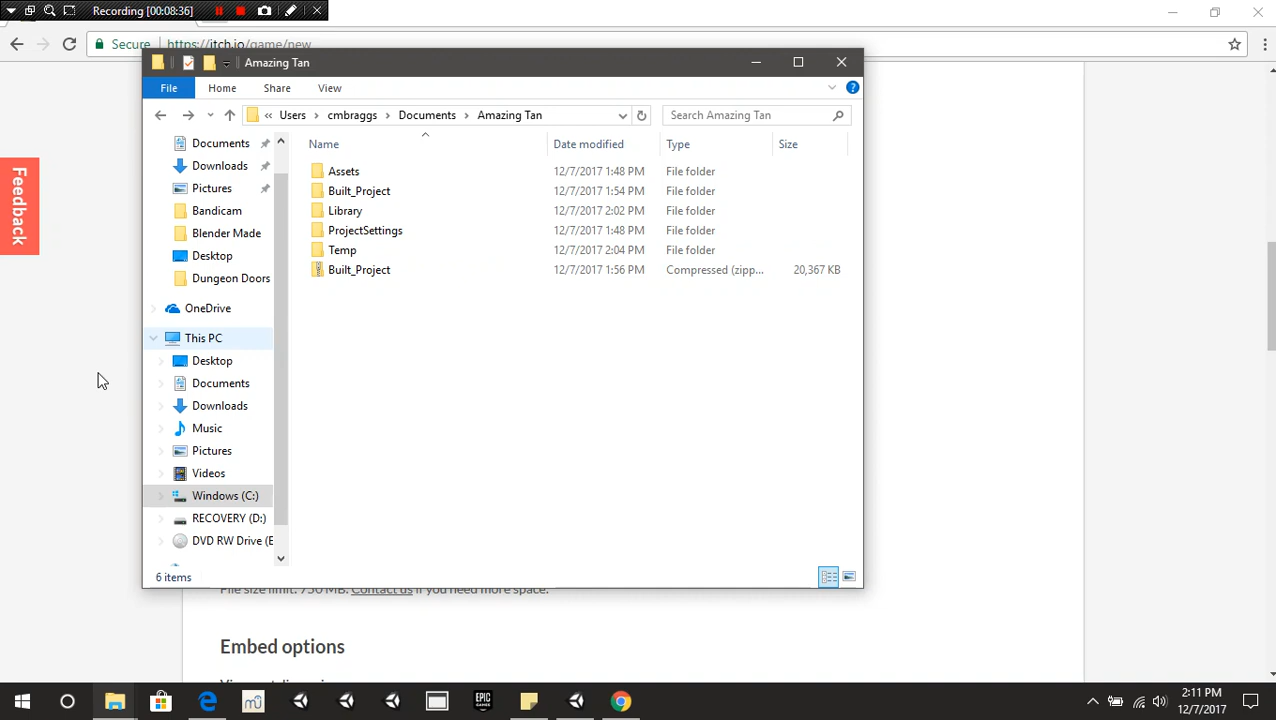 Recording [00:08:36]
Secure https://itch.io/game/new
Amazing Tan
File Home Share View
« Users Documents cmbraggs Amazing Tan Search Amazing Tan
Name Date modified Type Size
Documents
Downloads
Pictures
Bandicam
Blender Made
Desktop
Dungeon Doors
OneDrive
This PC
Desktop
Documents
Downloads
Music
Pictures
Videos
Windows (C:)
RECOVERY (D:)
DVD RW Drive (E
Assets 12/7/2017 1:48 PM File folder
Built_Project 12/7/2017 1:54 PM File folder
Library 12/7/2017 2:02 PM File folder
ProjectSettings 12/7/2017 1:48 PM File folder
Temp 12/7/2017 2:04 PM File folder
Built_Project 12/7/2017 1:56 PM Compressed (zipp... 20,367 KB
6 items
Feedback
File size limit: 750 MB. Contact us if you need more space.
Embed options
EPIC GAMES
2:11 PM
12/7/2017